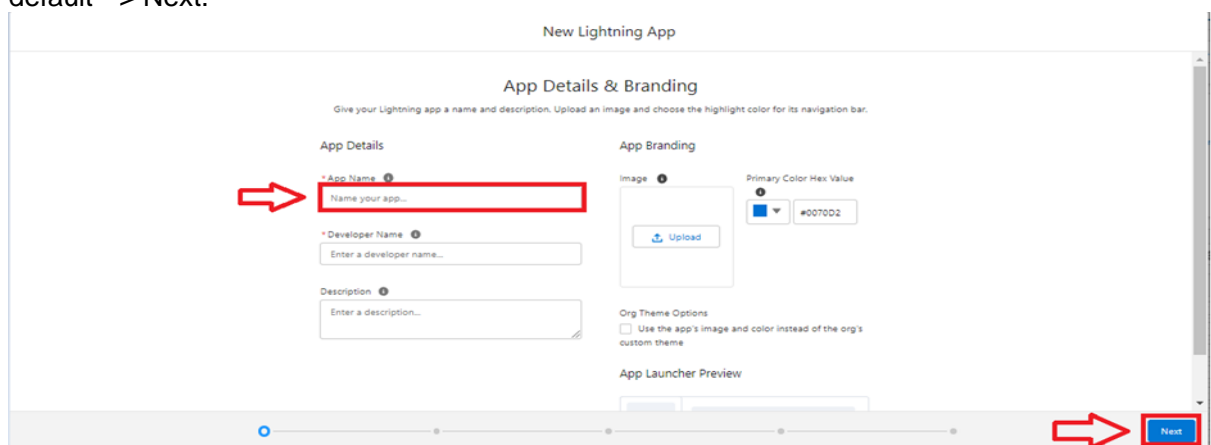 default --> Next.
New Lightning App
App Details & Branding
Give your Lightning app a name and description. Upload an image and choose the highlight color for its navigation bar.
App Details
App Branding
* App Name
Image
Primary Color Hex Value
Name your app...
#0070D2
Upload
* Developer Name
Enter a developer name...
Description
Enter a description...
Org Theme Options
Use the app's image and color instead of the org's
custom theme
App Launcher Preview
Next